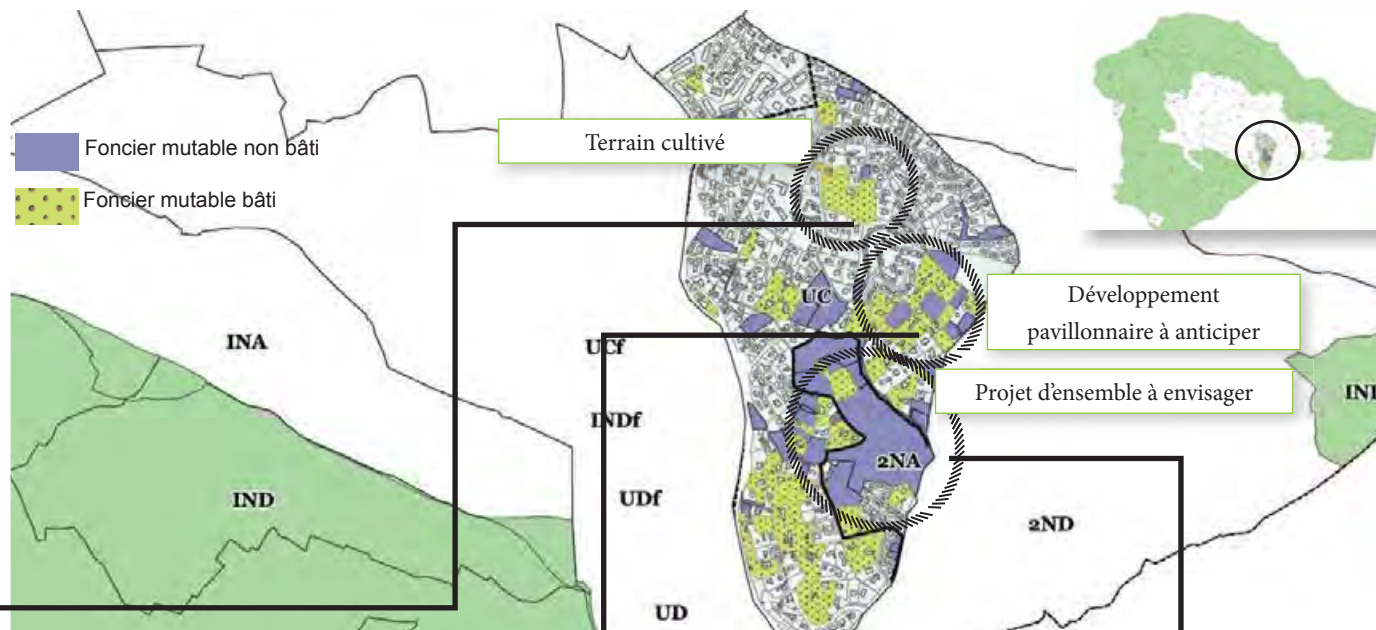 Foncier mutable non bâti
Foncier mutable bâti
Terrain cultivé
Développement
pavillonnaire à anticiper
Projet d'ensemble à envisager
UC
INA
UCf
INDf
2NA
IND
UDf
2ND
UD